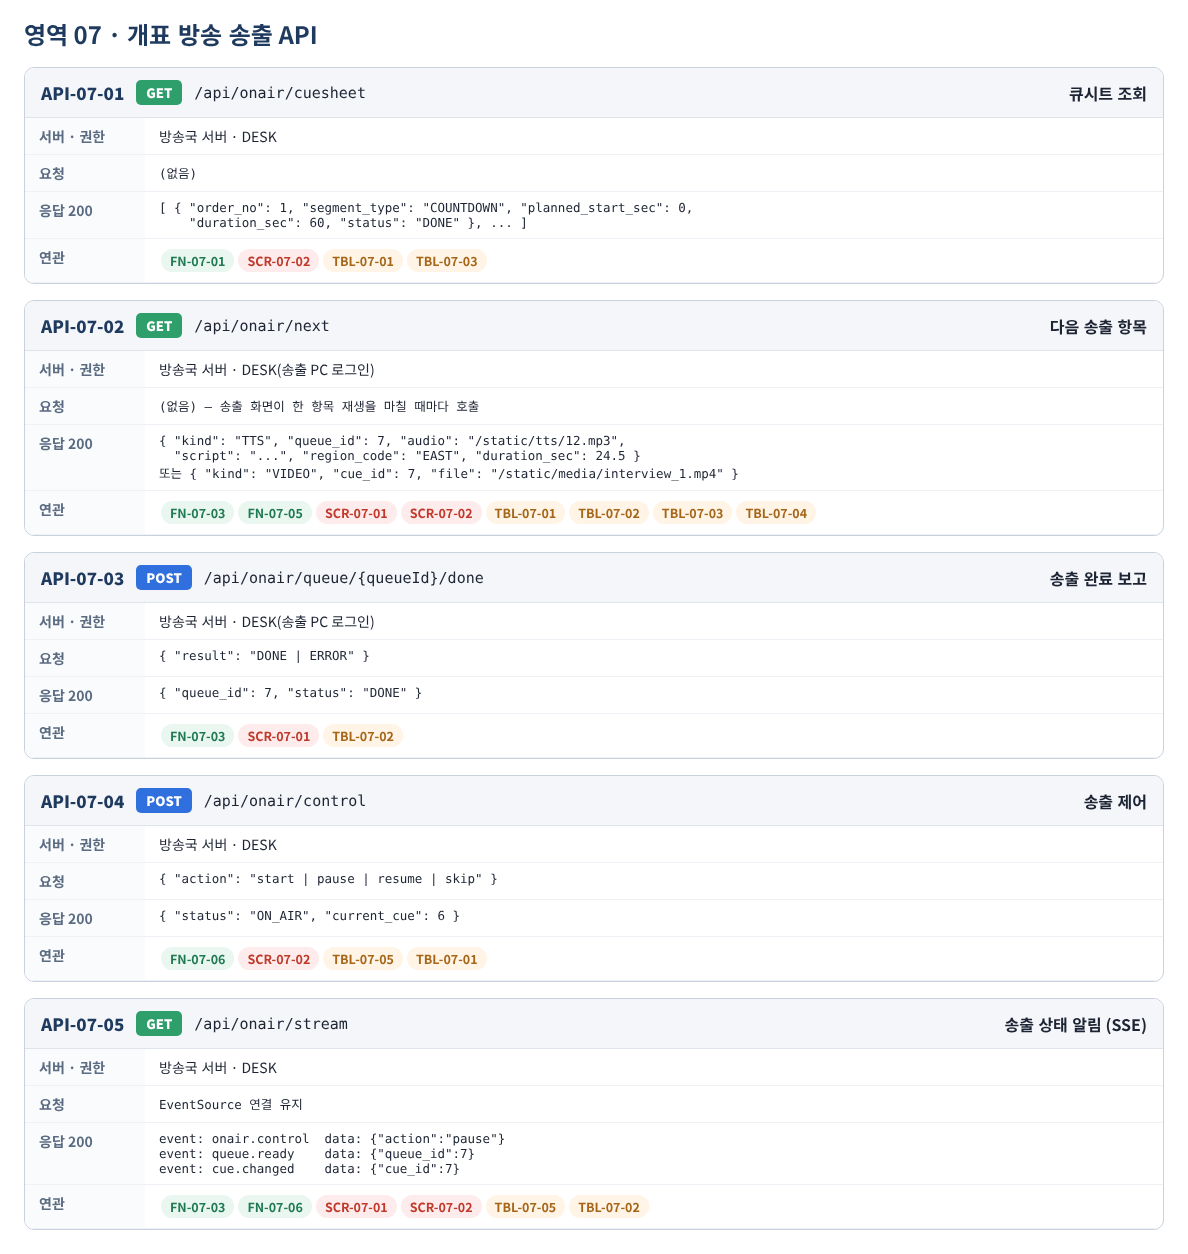 영역 07 · 개표 방송 송출 API
API-07-01 GET /api/onair/cuesheet 큐시트 조회
서버 · 권한 방송국 서버 · DESK
요청 (없음)
응답 200 [ { "order_no": 1, "segment_type": "COUNTDOWN", "planned_start_sec": 0,
"duration_sec": 60, "status": "DONE" }, ... ]
연관 FN-07-01 SCR-07-02 TBL-07-01 TBL-07-03
API-07-02 GET /api/onair/next 다음 송출 항목
서버 · 권한 방송국 서버 · DESK(송출 PC 로그인)
요청 (없음) — 송출 화면이 한 항목 재생을 마칠 때마다 호출
응답 200 { "kind": "TTS", "queue_id": 7, "audio": "/static/tts/12.mp3",
"script": "...", "region_code": "EAST", "duration_sec": 24.5 }
또는 { "kind": "VIDEO", "cue_id": 7, "file": "/static/media/interview_1.mp4" }
연관 FN-07-03 FN-07-05 SCR-07-01 SCR-07-02 TBL-07-01 TBL-07-02 TBL-07-03 TBL-07-04
API-07-03 POST /api/onair/queue/{queueId}/done 송출 완료 보고
서버 · 권한 방송국 서버 · DESK(송출 PC 로그인)
요청 { "result": "DONE | ERROR" }
응답 200 { "queue_id": 7, "status": "DONE" }
연관 FN-07-03 SCR-07-01 TBL-07-02
API-07-04 POST /api/onair/control 송출 제어
서버 · 권한 방송국 서버 · DESK
요청 { "action": "start | pause | resume | skip" }
응답 200 { "status": "ON_AIR", "current_cue": 6 }
연관 FN-07-06 SCR-07-02 TBL-07-05 TBL-07-01
API-07-05 GET /api/onair/stream 송출 상태 알림 (SSE)
서버 · 권한 방송국 서버 · DESK
요청 EventSource 연결 유지
응답 200 event: onair.control data: {"action":"pause"}
event: queue.ready data: {"queue_id":7}
event: cue.changed data: {"cue_id":7}
연관 FN-07-03 FN-07-06 SCR-07-01 SCR-07-02 TBL-07-05 TBL-07-02